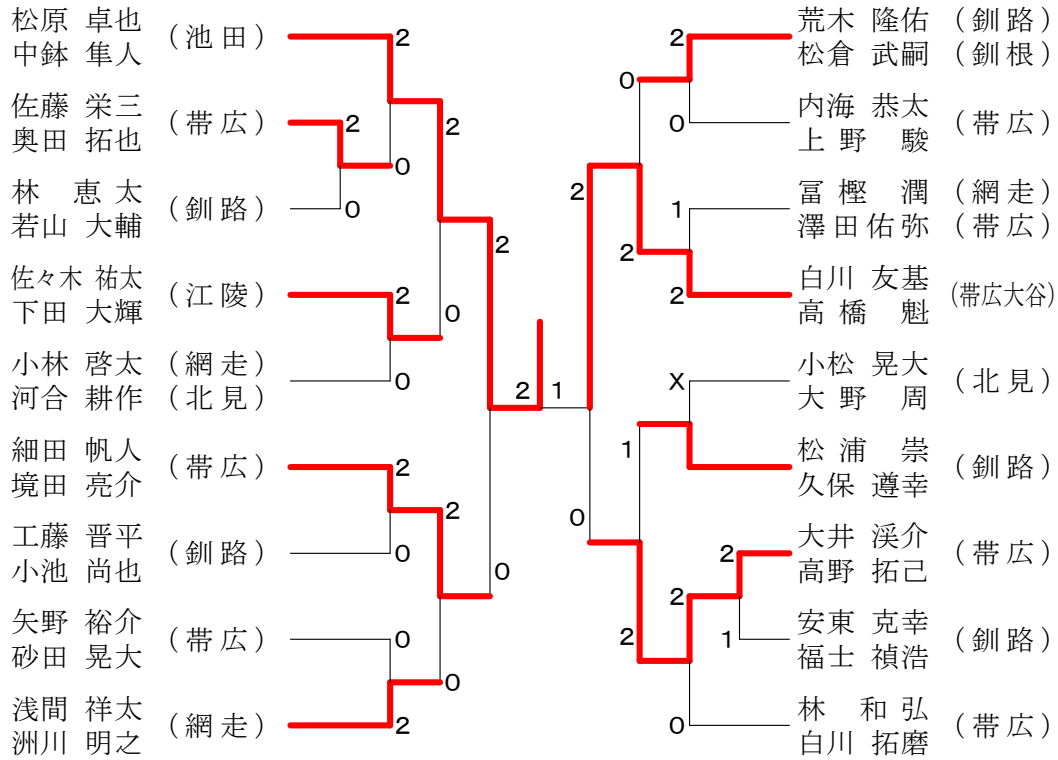 松原 卓也
中鉢 隼人
(池田)
2
佐藤 栄三
奥田 拓也
(帯広)
2
2
0
林 恵太
若山 大輔
(釧路)
0
2
佐々木 祐太
下田 大輝
(江陵)
2
0
小林 啓太 (網走)
河合 耕作 (北見)
0
2
細田 帆人
境田 亮介
(帯広)
2
2
工藤 晋平
小池 尚也
(釧路)
0
0
矢野 裕介
砂田 晃大
(帯広)
0
0
浅間 祥太
洲川 明之
(網走)
2
荒木 隆佑 (釧路)
松倉 武嗣 (釧根)
2
0
内海 恭太
上野 駿
(帯広)
0
2
冨樫 潤 (網走)
澤田佑弥 (帯広)
1
2
白川 友基
高橋 魁
(帯広大谷)
2
1
小松 晃大
大野 周
(北見)
X
1
松浦 崇
久保 遵幸
(釧路)
0
大井 渓介
高野 拓己
(帯広)
2
2
安東 克幸
福士 禎浩
(釧路)
1
2
林 和弘
白川 拓磨
(帯広)
0